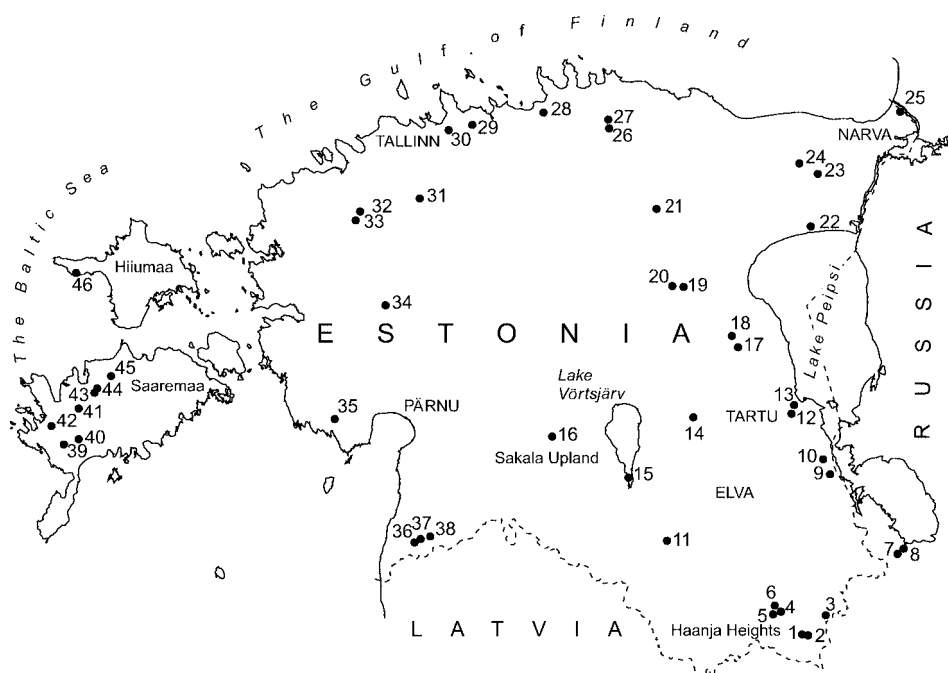 The Gulf of Finland
The Baltic Sea
TALLINN
30
29
28
27
26
25
NARVA
24
23
22
21
31
32
33
Hiiumaa
46
34
20
19
ESTONIA
18
17
Lake Peipsi
RUSSIA
45
44
43
Saaremaa
41
42
40
39
35
PÄRNU
Lake
Võrtsjärv
16
Sakala Upland
15
14
13
TARTU
12
10
9
ELVA
36
37
38
11
7
8
6
4
5
3
Haanja Heights
1
2
LATVIA